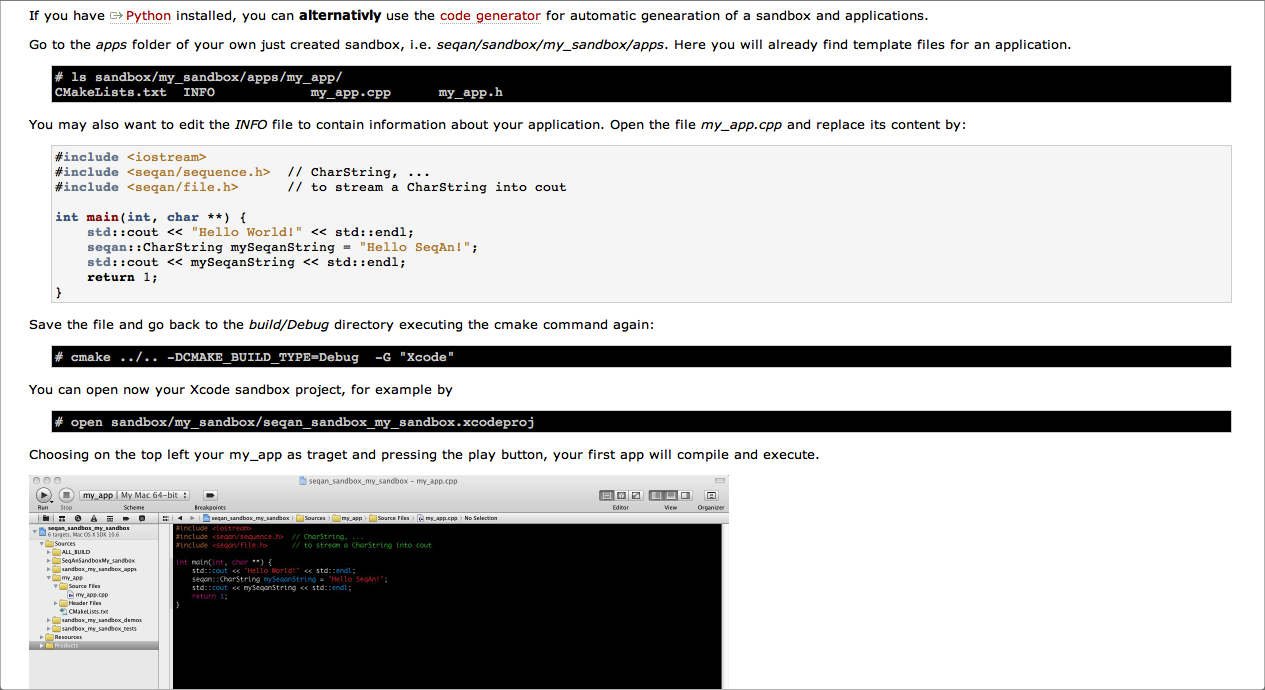 If you have Python installed, you can alternativly use the code generator for automatic genearation of a sandbox and applications.
Go to the apps folder of your own just created sandbox, i.e. seqan/sandbox/my_sandbox/apps. Here you will already find template files for an application.
# ls sandbox/my_sandbox/apps/my_app/
CMakeLists.txt  INFO            my_app.cpp      my_app.h
You may also want to edit the INFO file to contain information about your application. Open the file my_app.cpp and replace its content by:
#include <iostream>
#include <seqan/sequence.h>  // CharString, ...
#include <seqan/file.h>      // to stream a CharString into cout
int main(int, char **) {
    std::cout << "Hello World!" << std::endl;
    seqan::CharString mySeqanString = "Hello SeqAn!";
    std::cout << mySeqanString << std::endl;
    return 1;
}
Save the file and go back to the build/Debug directory executing the cmake command again:
# cmake ../.. -DCMAKE_BUILD_TYPE=Debug  -G "Xcode"
You can open now your Xcode sandbox project, for example by
# open sandbox/my_sandbox/seqan_sandbox_my_sandbox.xcodeproj
Choosing on the top left your my_app as traget and pressing the play button, your first app will compile and execute.
seqan_sandbox_my_sandbox – my_app.cpp
my_app My Mac 64-bit
Run Stop Scheme Breakpoints Editor View Organizer
seqan_sandbox_my_sandbox Sources my_app Source Files my_app.cpp No Selection
seqan_sandbox_my_sandbox
6 targets, Mac OS X SDK 10.6
Sources
ALL_BUILD
SeqAnSandboxMy_sandbox
sandbox_my_sandbox_apps
my_app
Source Files
my_app.cpp
Header Files
CMakeLists.txt
sandbox_my_sandbox_demos
sandbox_my_sandbox_tests
Resources
Products
#include <iostream>
#include <seqan/sequence.h>  // CharString, ...
#include <seqan/file.h>      // to stream a CharString into cout
int main(int, char **) {
    std::cout << "Hello World!" << std::endl;
    seqan::CharString mySeqanString = "Hello SeqAn!";
    std::cout << mySeqanString << std::endl;
    return 1;
}